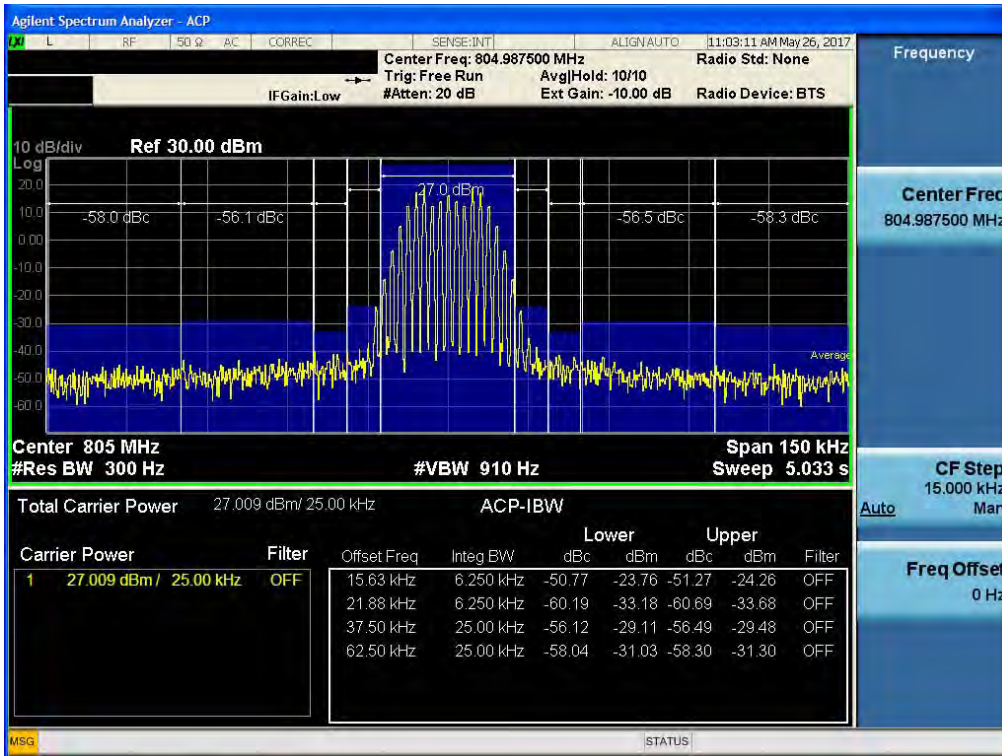 Agilent Spectrum Analyzer - ACP
LXI L RF 50 Ω AC CORREC SENSE:INT ALIGN AUTO 11:03:11 AM May 26, 2017
Center Freq: 804.987500 MHz Radio Std: None
Trig: Free Run Avg|Hold: 10/10
IFGain:Low #Atten: 20 dB Ext Gain: -10.00 dB Radio Device: BTS
10 dB/div Ref 30.00 dBm
Log
20.0
27.0 dBm
10.0
-58.0 dBc -56.1 dBc -56.5 dBc -58.3 dBc
0.00
-10.0
-20.0
-30.0
-40.0
Average
-50.0
-60.0
Center 805 MHz Span 150 kHz
#Res BW 300 Hz #VBW 910 Hz Sweep 5.033 s
Total Carrier Power 27.009 dBm/ 25.00 kHz ACP-IBW
Lower Upper
Carrier Power Filter
Offset Freq Integ BW dBc dBm dBc dBm Filter
1 27.009 dBm / 25.00 kHz OFF
15.63 kHz 6.250 kHz -50.77 -23.76 -51.27 -24.26 OFF
21.88 kHz 6.250 kHz -60.19 -33.18 -60.69 -33.68 OFF
37.50 kHz 25.00 kHz -56.12 -29.11 -56.49 -29.48 OFF
62.50 kHz 25.00 kHz -58.04 -31.03 -58.30 -31.30 OFF
MSG STATUS
Frequency
Center Freq
804.987500 MHz
CF Step
15.000 kHz
Auto Man
Freq Offset
0 Hz